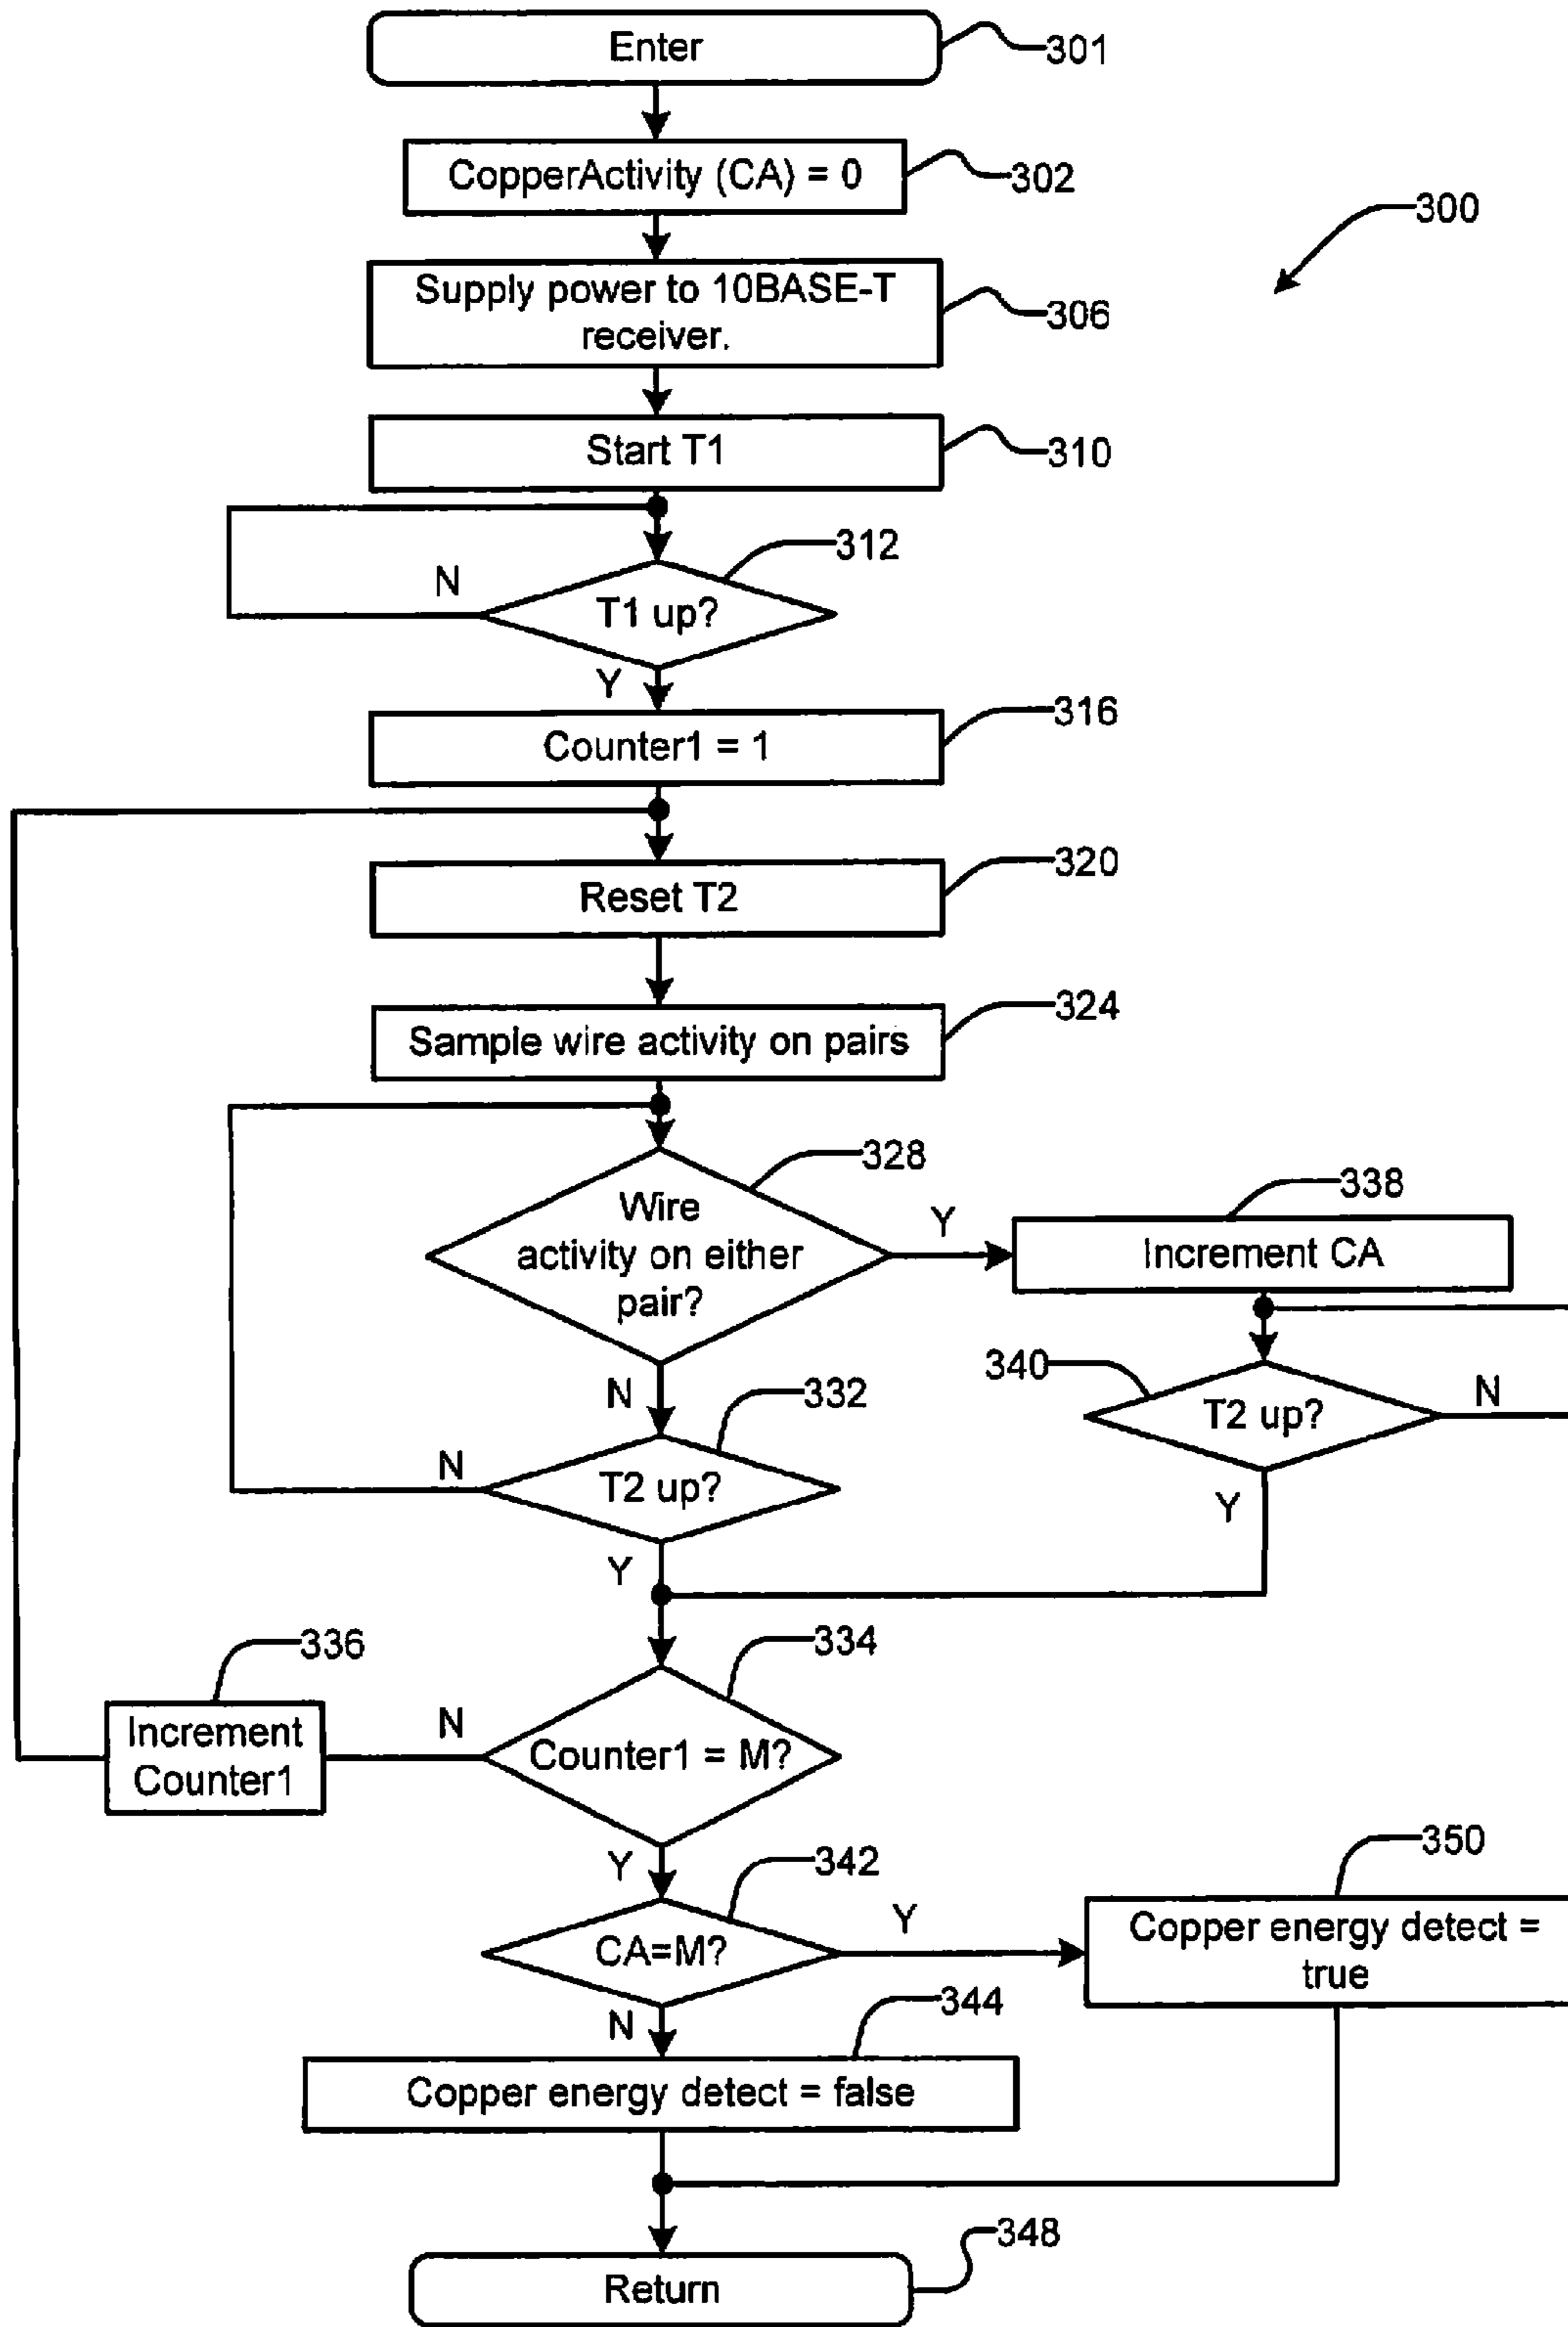 Enter
301
CopperActivity (CA) = 0
302
300
Supply power to 10BASE-T
receiver.
306
Start T1
310
312
N
T1 up?
Y
316
Counter1 = 1
320
Reset T2
324
Sample wire activity on pairs
328
Wire
activity on either
pair?
Y
338
Increment CA
N
332
340
T2 up?
N
N
T2 up?
Y
Y
336
334
Increment
Counter1
N
Counter1 = M?
Y
342
350
CA=M?
Y
Copper energy detect =
true
N
344
Copper energy detect = false
348
Return